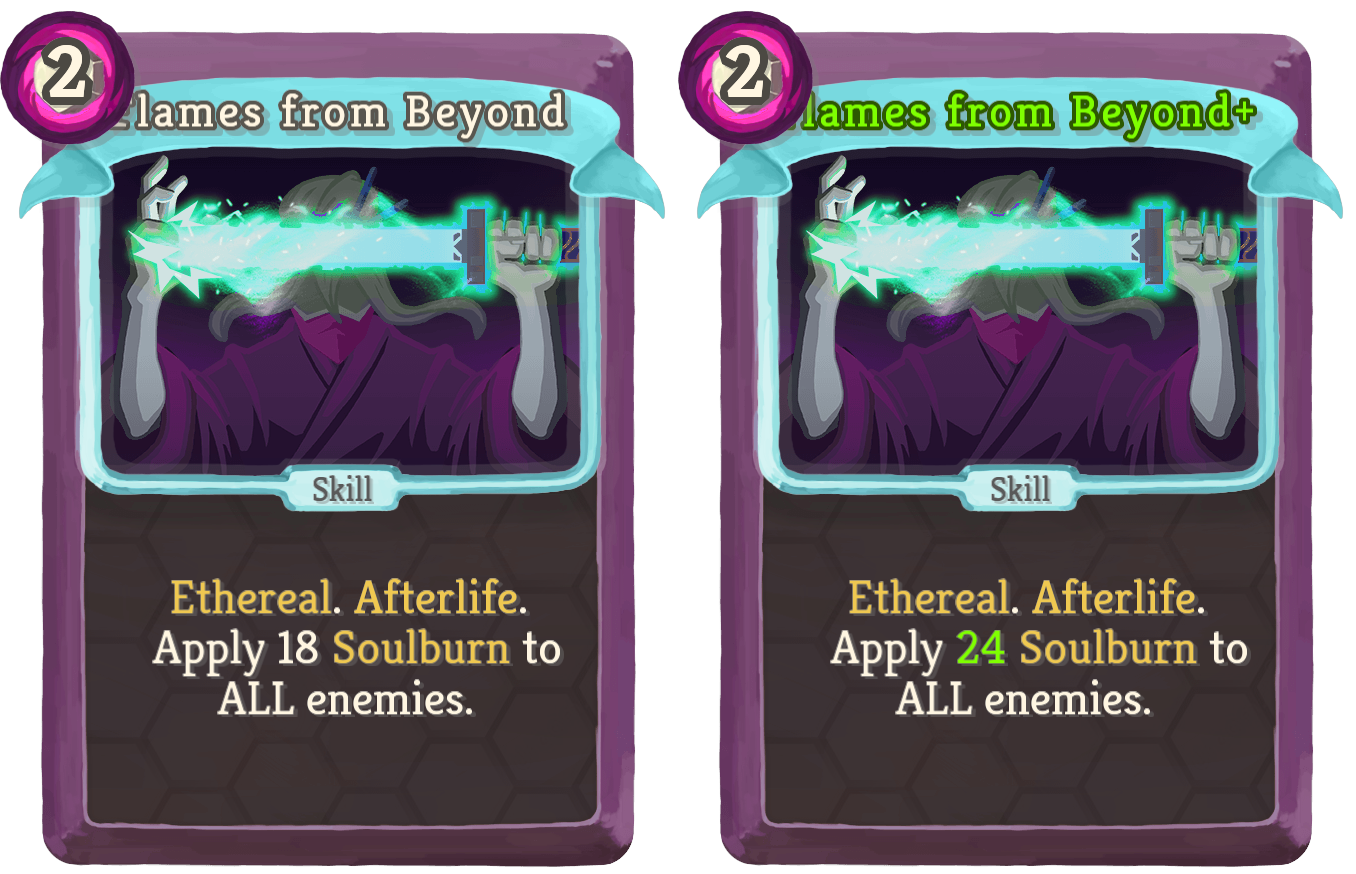 2
Flames from Beyond
Skill
Ethereal. Afterlife.
Apply 18 Soulburn to
ALL enemies.
2
lames from Beyond+
Skill
Ethereal. Afterlife.
Apply 24 Soulburn to
ALL enemies.